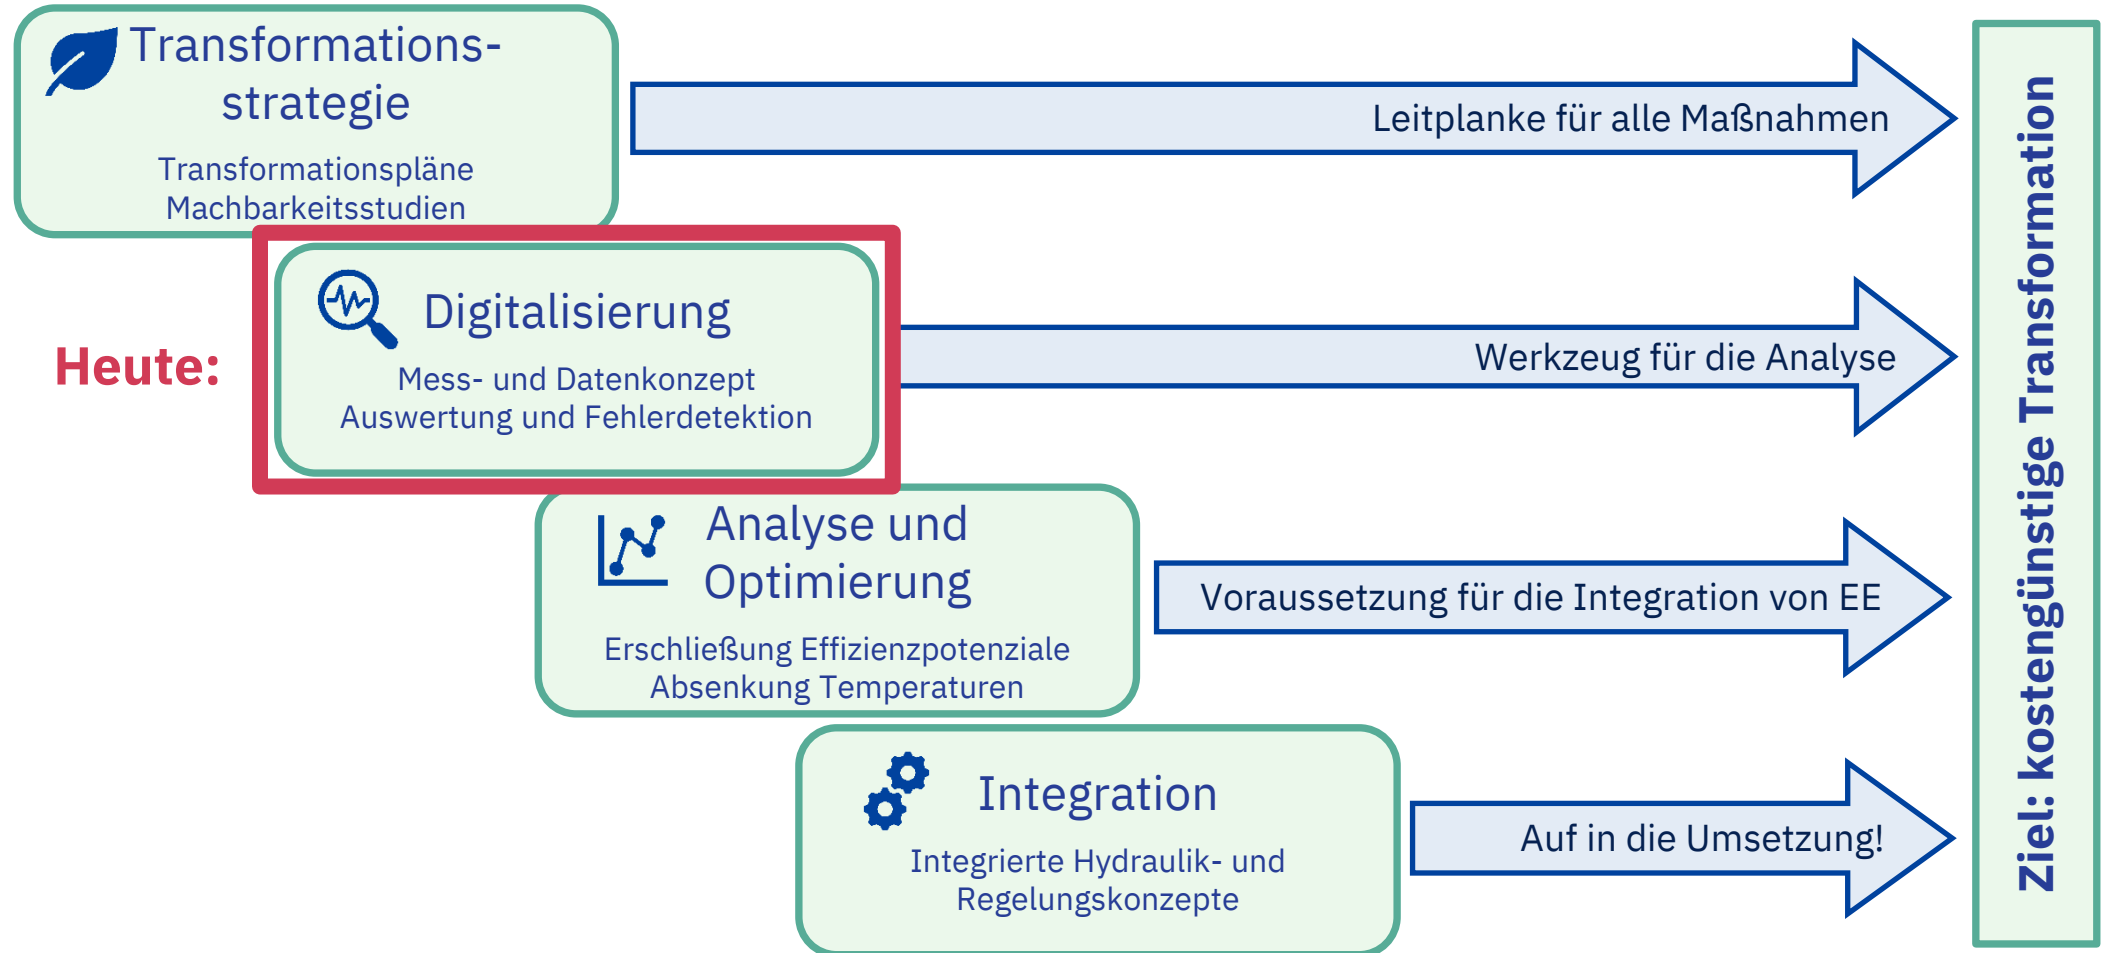 Transformations-
strategie
Transformationspläne
Machbarkeitsstudien
Leitplanke für alle Maßnahmen
Heute:
Digitalisierung
Mess- und Datenkonzept
Auswertung und Fehlerdetektion
Werkzeug für die Analyse
Analyse und
Optimierung
Erschließung Effizienzpotenziale
Absenkung Temperaturen
Voraussetzung für die Integration von EE
Integration
Integrierte Hydraulik- und
Regelungskonzepte
Auf in die Umsetzung!
Ziel: kostengünstige Transformation